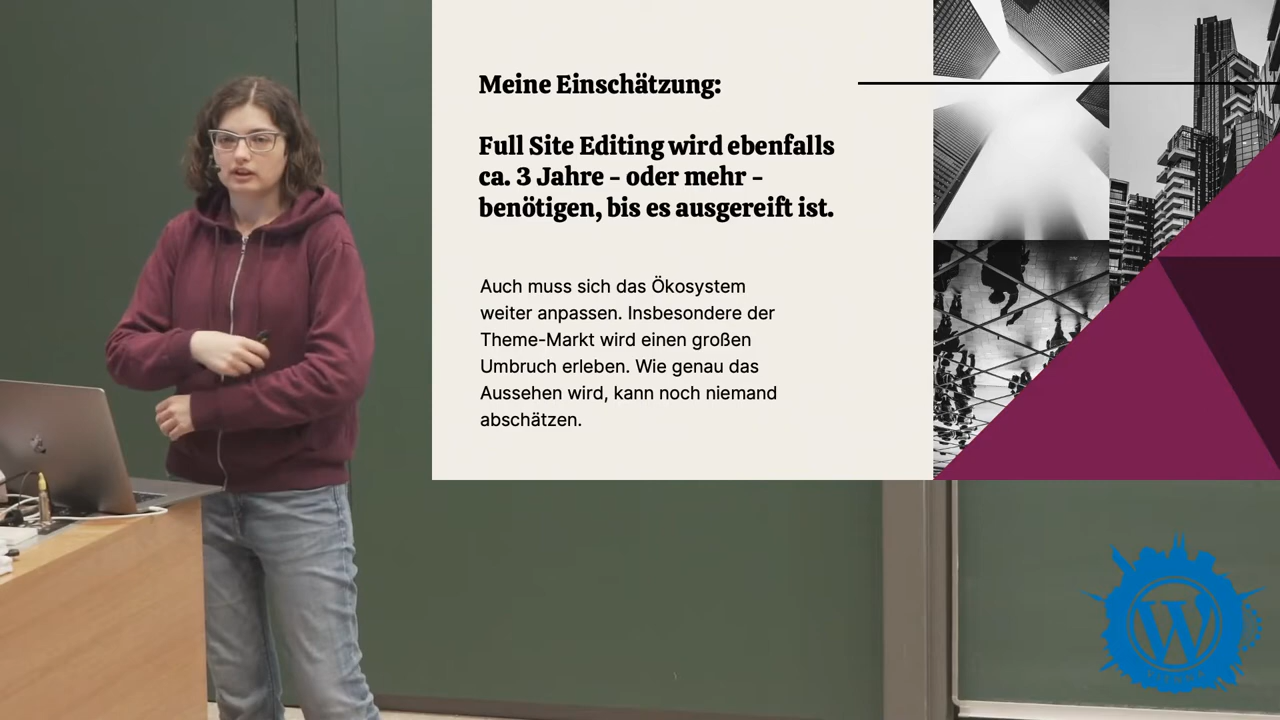 Meine Einschätzung:
Full Site Editing wird ebenfalls
ca. 3 Jahre – oder mehr –
benötigen, bis es ausgereift ist.
Auch muss sich das Ökosystem
weiter anpassen. Insbesondere der
Theme-Markt wird einen großen
Umbruch erleben. Wie genau das
Aussehen wird, kann noch niemand
abschätzen.
W